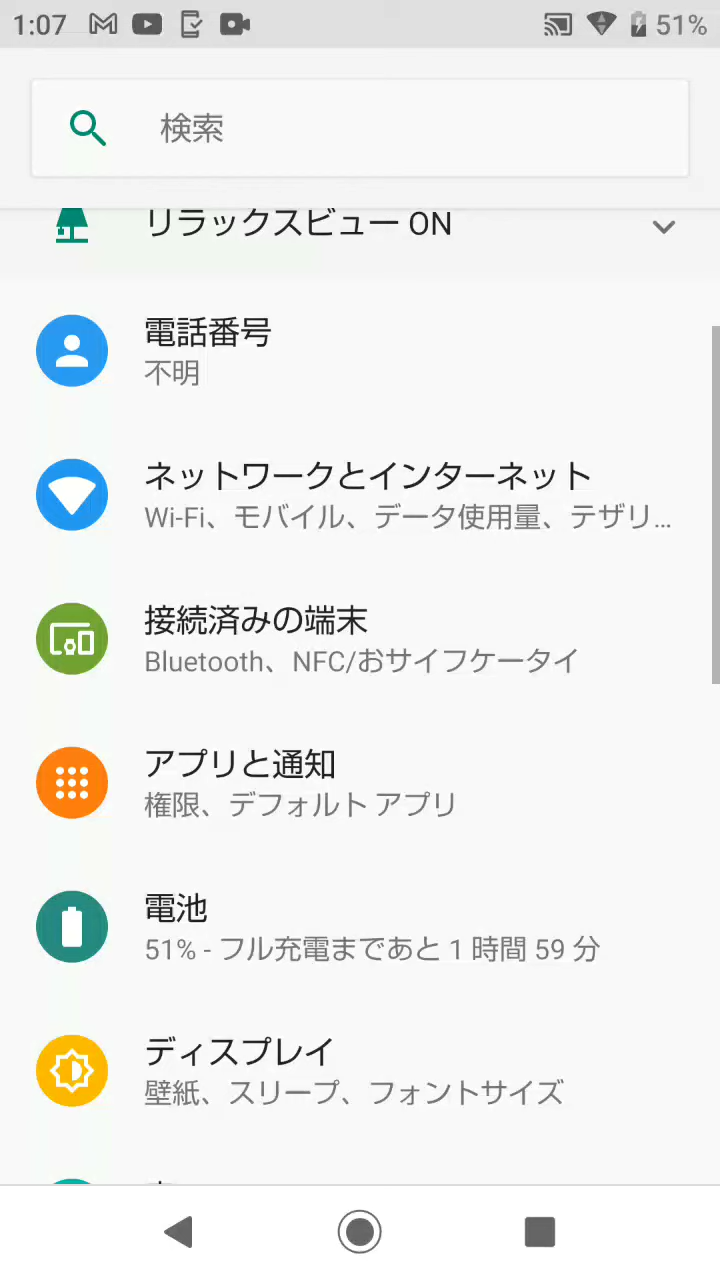 1:07
51%
検索
リラックスビュー ON
電話番号
不明
ネットワークとインターネット
Wi-Fi、モバイル、データ使用量、テザリ...
接続済みの端末
Bluetooth、NFC/おサイフケータイ
アプリと通知
権限、デフォルト アプリ
電池
51% - フル充電まであと 1 時間 59 分
ディスプレイ
壁紙、スリープ、フォントサイズ